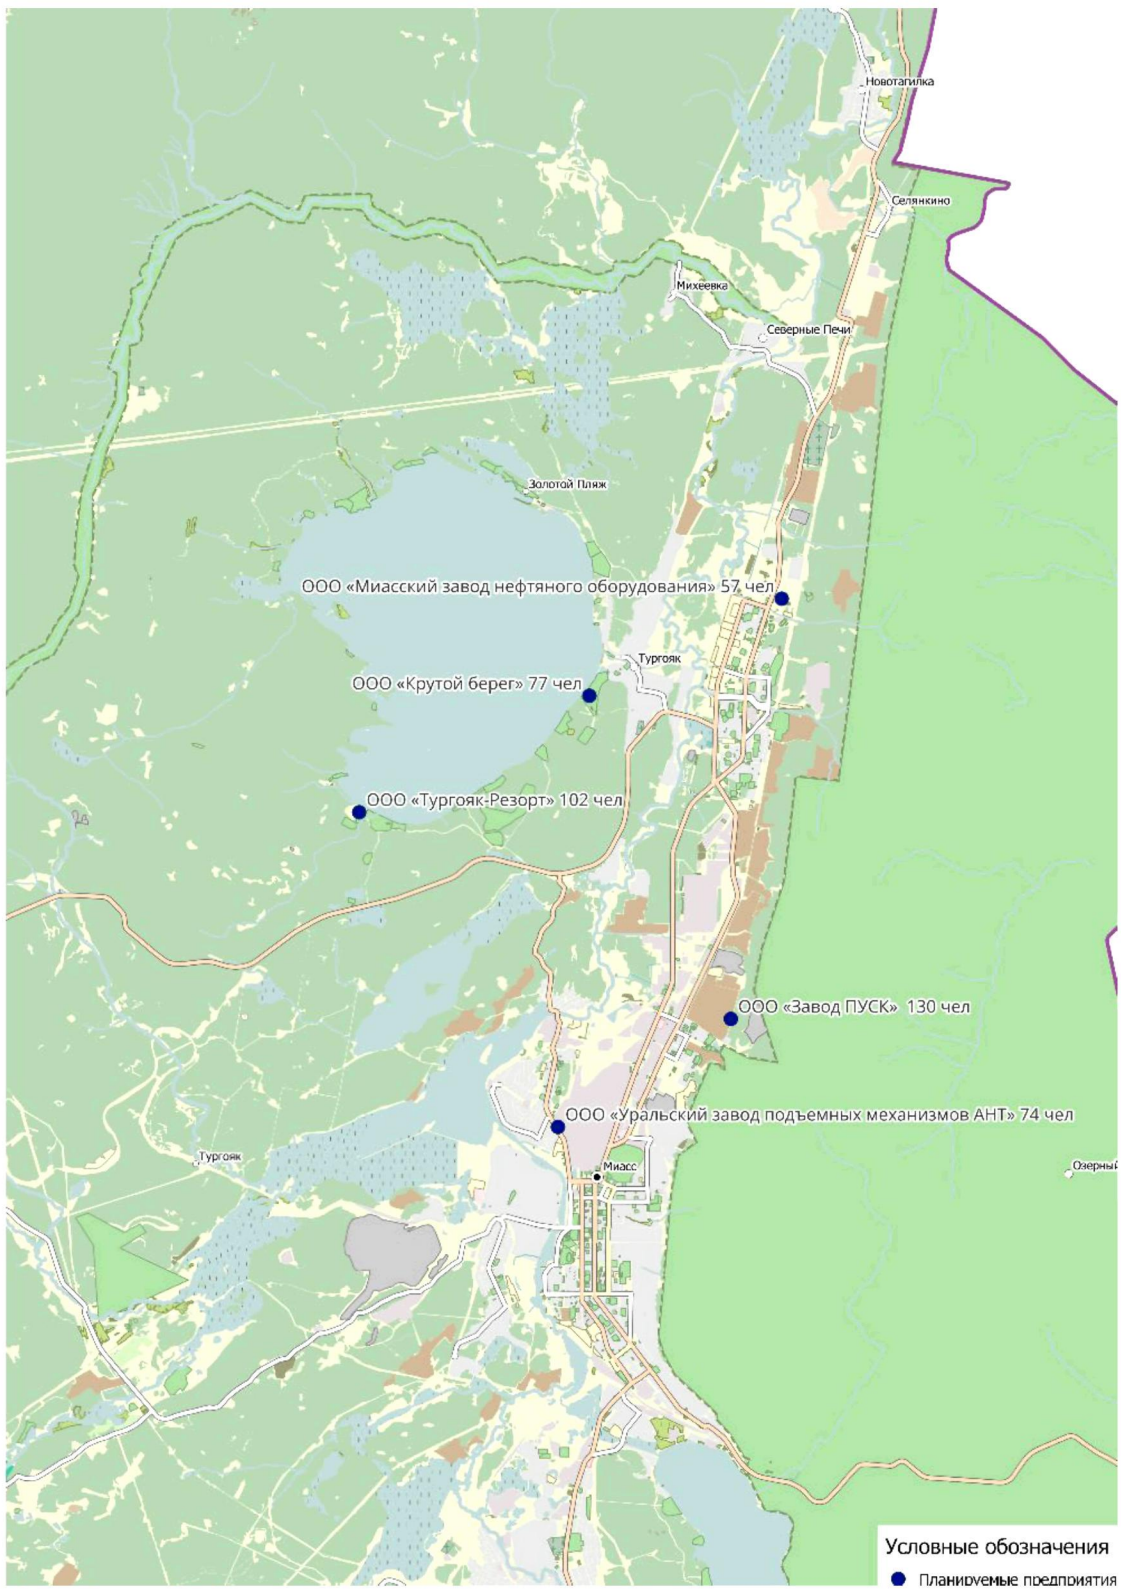 Новотагилка
Селянкино
Михеевка
Северные Печи
Золотой Пляж
ООО «Миасский завод нефтяного оборудования» 57 чел
Тургояк
ООО «Крутой берег» 77 чел
ООО «Тургояк-Резорт» 102 чел
ООО «Завод ПУСК» 130 чел
ООО «Уральский завод подъемных механизмов АНТ» 74 чел
Тургояк
Миасс
Озерный
Условные обозначения
Планируемые предприятия